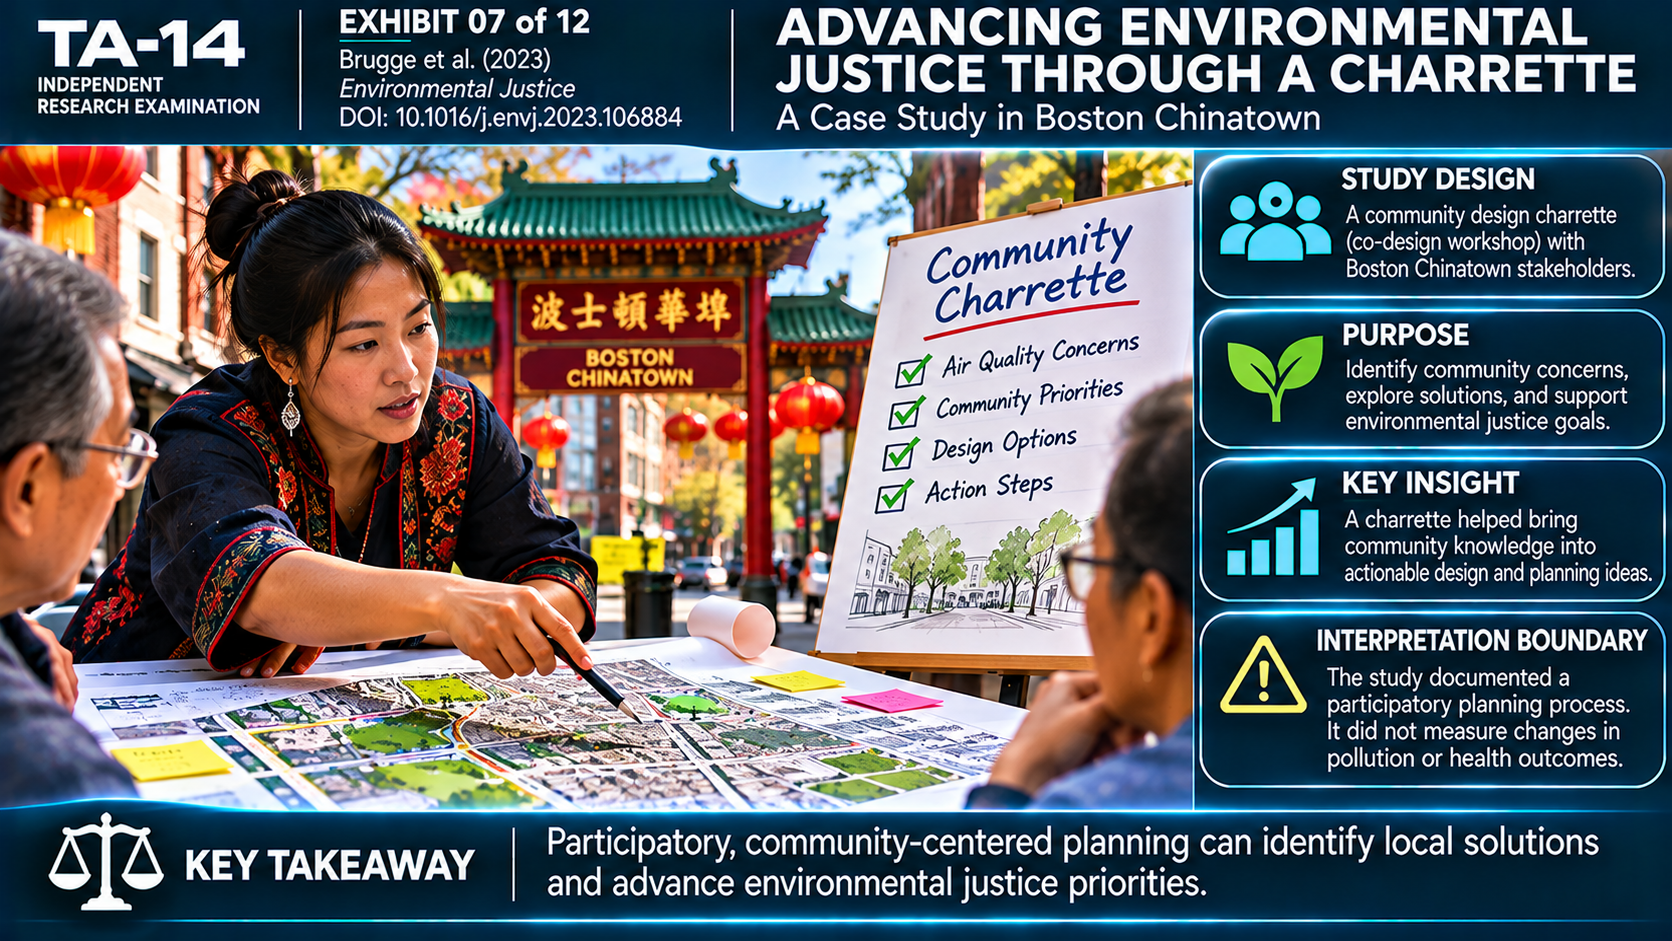 TA-14
INDEPENDENT
RESEARCH EXAMINATION
EXHIBIT 07 of 12
Brugge et al. (2023)
Environmental Justice
DOI: 10.1016/j.envj.2023.106884
ADVANCING ENVIRONMENTAL
JUSTICE THROUGH A CHARRETTE
A Case Study in Boston Chinatown
波士頓華埠
BOSTON
CHINATOWN
Community
Charrette
Air Quality Concerns
Community Priorities
Design Options
Action Steps
STUDY DESIGN
A community design charrette
(co-design workshop) with
Boston Chinatown stakeholders.
PURPOSE
Identify community concerns,
explore solutions, and support
environmental justice goals.
KEY INSIGHT
A charrette helped bring
community knowledge into
actionable design and planning ideas.
INTERPRETATION BOUNDARY
The study documented a
participatory planning process.
It did not measure changes in
pollution or health outcomes.
KEY TAKEAWAY
Participatory, community-centered planning can identify local solutions
and advance environmental justice priorities.